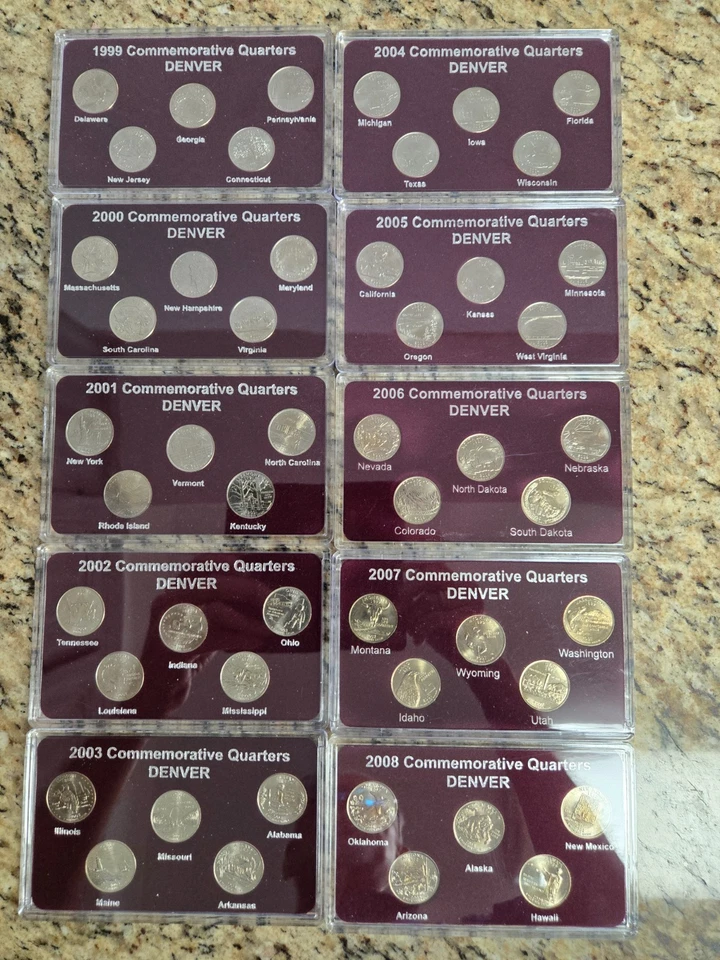 1999 Commemorative Quarters
DENVER
Delaware
Georgia
Pennsylvania
New Jersey
Connecticut
2000 Commemorative Quarters
DENVER
Massachusetts
New Hampshire
Maryland
South Carolina
Virginia
2001 Commemorative Quarters
DENVER
New York
Vermont
North Carolina
Rhode Island
Kentucky
2002 Commemorative Quarters
DENVER
Tennessee
Indiana
Ohio
Louisiana
Mississippi
2003 Commemorative Quarters
DENVER
Illinois
Missouri
Alabama
Maine
Arkansas
2004 Commemorative Quarters
DENVER
Michigan
Iowa
Florida
Texas
Wisconsin
2005 Commemorative Quarters
DENVER
California
Kansas
Minnesota
Oregon
West Virginia
2006 Commemorative Quarters
DENVER
Nevada
North Dakota
Nebraska
Colorado
South Dakota
2007 Commemorative Quarters
DENVER
Montana
Wyoming
Washington
Idaho
Utah
2008 Commemorative Quarters
DENVER
Oklahoma
Alaska
New Mexico
Arizona
Hawaii